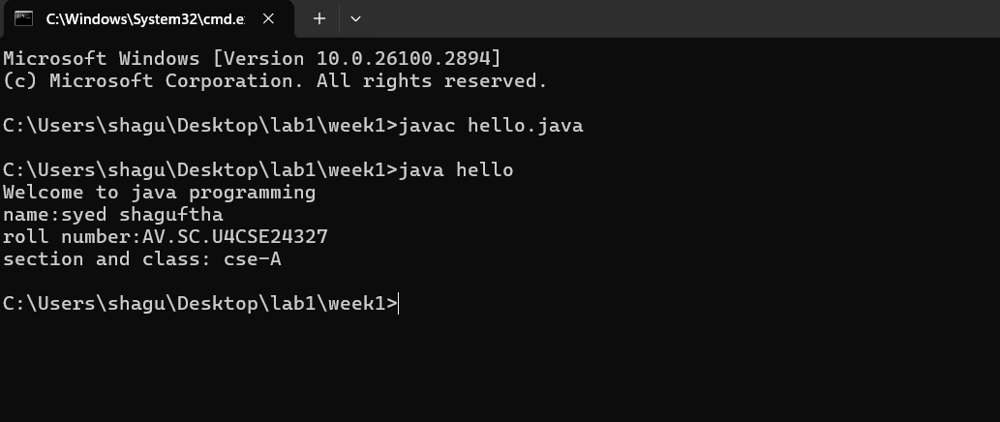 C:\Windows\System32\cmd.e
Microsoft Windows [Version 10.0.26100.2894]
(c) Microsoft Corporation. All rights reserved.
C:\Users\shagu\Desktop\lab1\week1>javac hello.java
C:\Users\shagu\Desktop\lab1\week1>java hello
Welcome to java programming
name:syed shaguftha
roll number:AV.SC.U4CSE24327
section and class: cse-A
C:\Users\shagu\Desktop\lab1\week1>